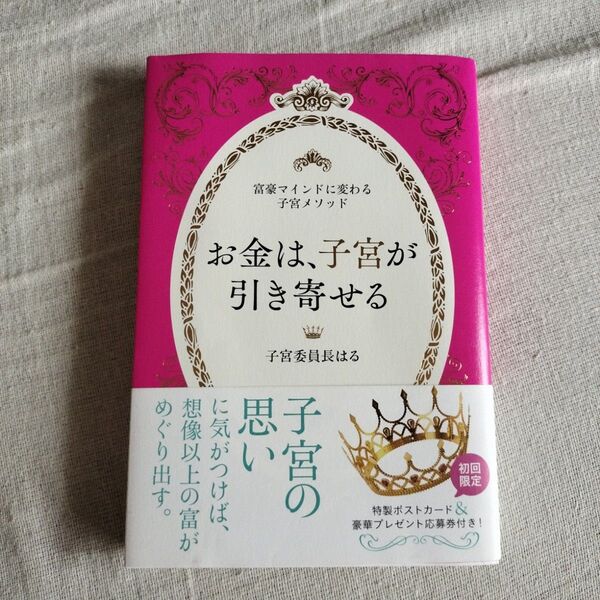 富豪マインドに変わる
子宮メソッド
お金は、子宮が
引き寄せる
子宮委員長はる
子宮の
思い
に気がつけば、
想像以上の富が
めぐり出す。
初回
限定
特製ポストカード&
豪華プレゼント応募券付き!